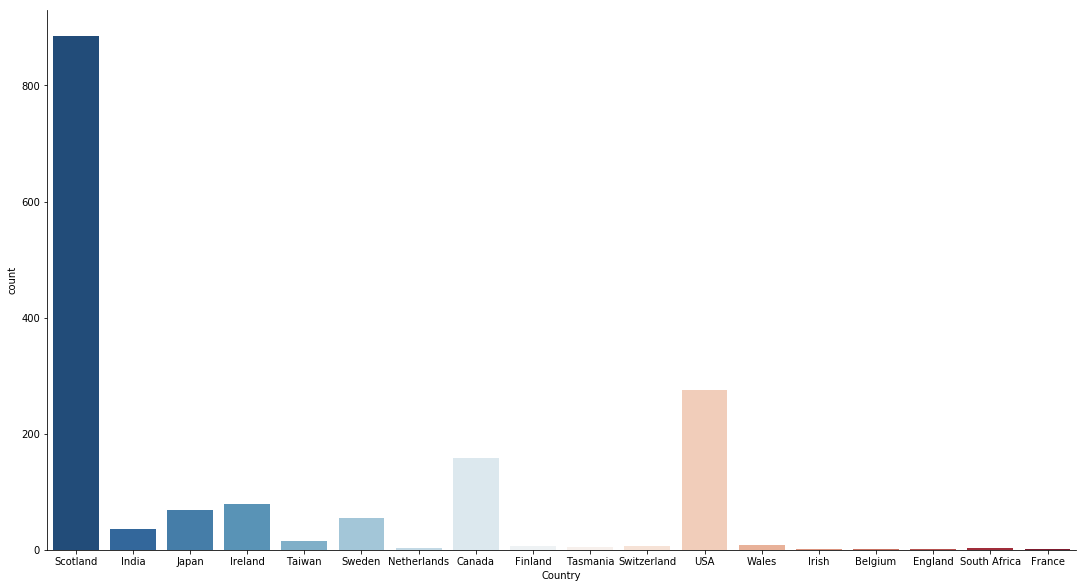 800
600
400
200
0
count
Scotland India Japan Ireland Taiwan Sweden Netherlands Canada Finland Tasmania Switzerland USA Wales Irish Belgium England South Africa France
Country